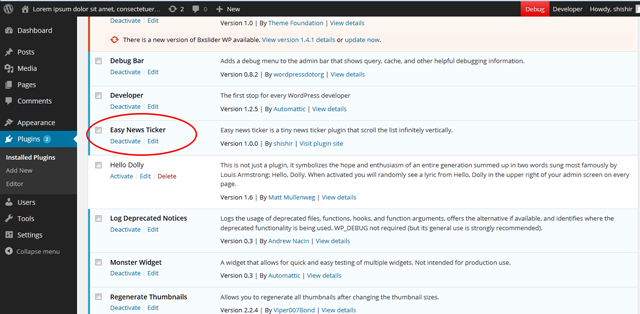 Lorem ipsum dolor sit amet, consectetuer... 2 0 New Debug Developer Howdy, shishir
Dashboard
Posts
Media
Pages
Comments
Appearance
Plugins 2
Installed Plugins
Add New
Editor
Users
Tools
Settings
Collapse menu
Deactivate | Edit
Version 1.0 | By Theme Foundation | View details
There is a new version of Bxslider WP available. View version 1.4.1 details or update now.
Debug Bar
Deactivate | Edit
Adds a debug menu to the admin bar that shows query, cache, and other helpful debugging information.
Version 0.8.2 | By wordpressdotorg | View details
Developer
Deactivate | Edit
The first stop for every WordPress developer
Version 1.2.5 | By Automattic | View details
Easy News Ticker
Deactivate | Edit
Easy news ticker is a tiny news ticker plugin that scroll the list infinitely vertically.
Version 1.0.0 | By shishir | Visit plugin site
Hello Dolly
Activate | Edit | Delete
This is not just a plugin, it symbolizes the hope and enthusiasm of an entire generation summed up in two words sung most famously by
Louis Armstrong: Hello, Dolly. When activated you will randomly see a lyric from Hello, Dolly in the upper right of your admin screen on every
page.
Version 1.6 | By Matt Mullenweg | View details
Log Deprecated Notices
Deactivate | Edit
Logs the usage of deprecated files, functions, hooks, and function arguments, offers the alternative if available, and identifies where the
deprecated functionality is being used. WP_DEBUG not required (but its general use is strongly recommended).
Version 0.3 | By Andrew Nacin | View details
Monster Widget
Deactivate | Edit
A widget that allows for quick and easy testing of multiple widgets. Not intended for production use.
Version 0.3 | By Automattic | View details
Regenerate Thumbnails
Deactivate | Edit
Allows you to regenerate all thumbnails after changing the thumbnail sizes.
Version 2.2.4 | By Viper007Bond | View details